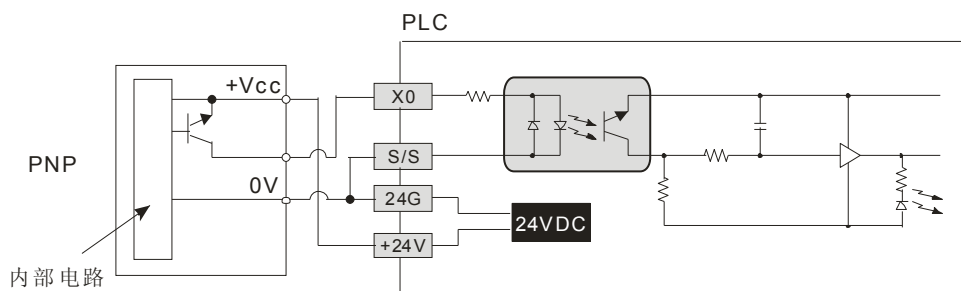 PLC
+Vcc
X0
S/S
PNP
0V
24G
24VDC
+24V
内部电路